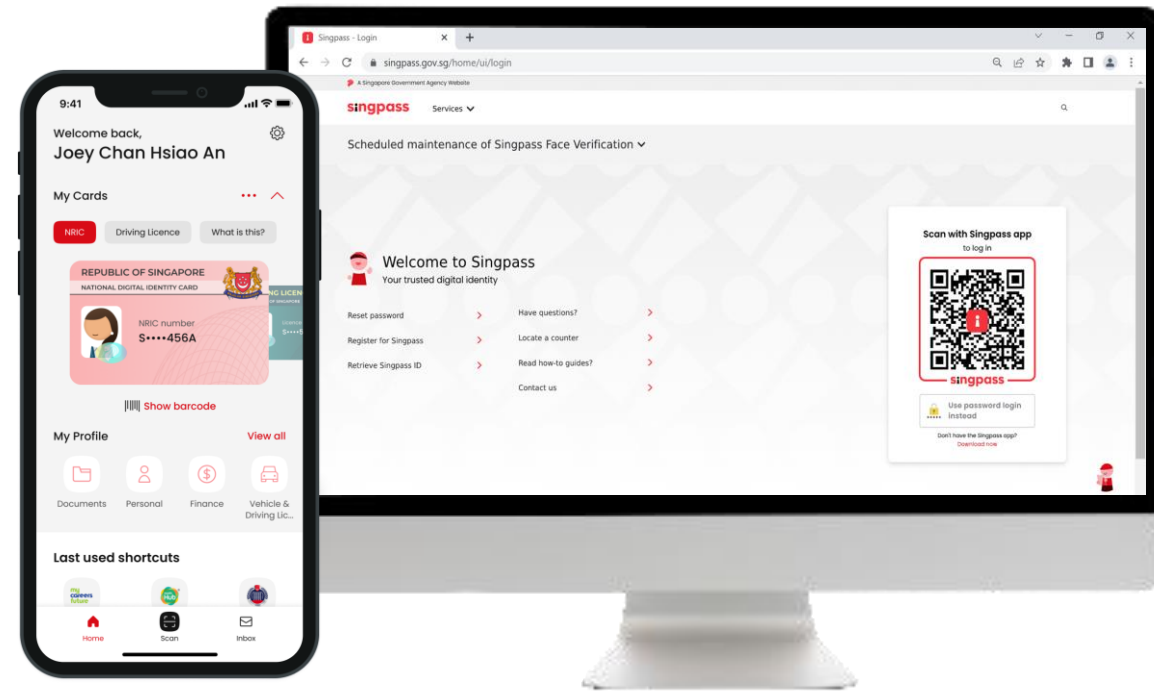 9:41
Welcome back,
Joey Chan Hsiao An
My Cards
NRIC
Driving Licence
What is this?
REPUBLIC OF SINGAPORE
NATIONAL DIGITAL IDENTITY CARD
NRIC number
S••••456A
NG LICEN
Show barcode
My Profile
View all
Documents
Personal
Finance
Vehicle &
Driving Lic...
Last used shortcuts
my
careers
future
Home
Scan
Inbox
Singpass - Login
singpass.gov.sg/home/ui/login
A Singapore Government Agency Website
singpass
Services
Scheduled maintenance of Singpass Face Verification
Welcome to Singpass
Your trusted digital identity
Reset password
Register for Singpass
Retrieve Singpass ID
Have questions?
Locate a counter
Read how-to guides?
Contact us
Scan with Singpass app
to log in
singpass
Use password login
instead
Don't have the Singpass app?
Download now